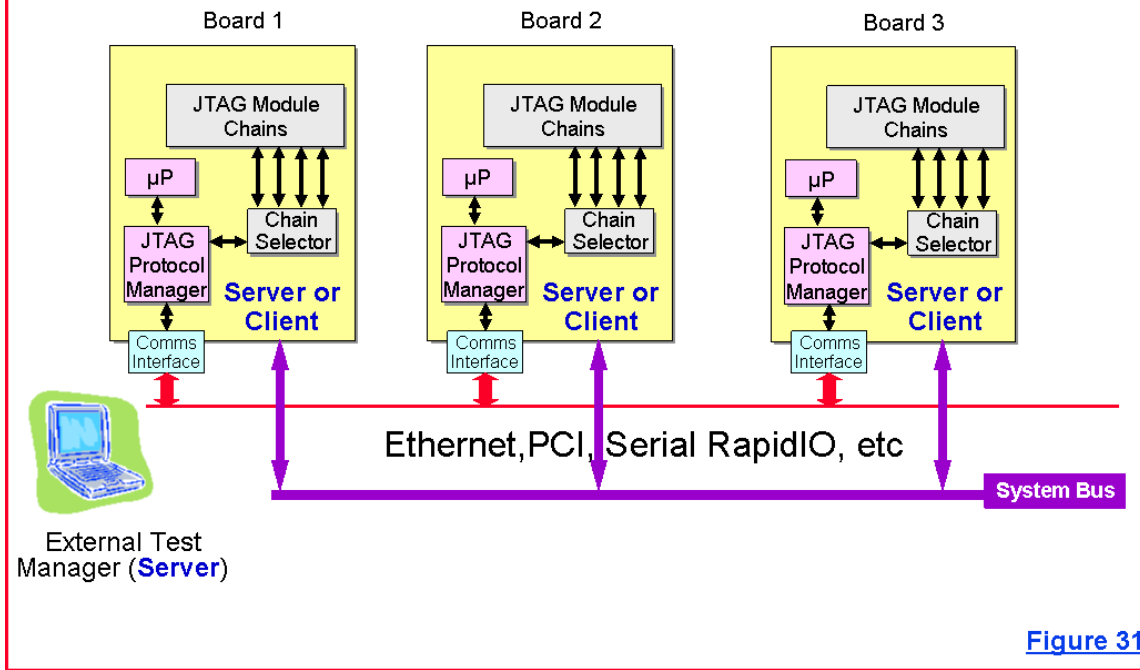 Board 1
Board 2
Board 3
JTAG Module
Chains
µP
Chain
Selector
JTAG
Protocol
Manager
Server or
Client
Comms
Interface
JTAG Module
Chains
µP
Chain
Selector
JTAG
Protocol
Manager
Server or
Client
Comms
Interface
JTAG Module
Chains
µP
Chain
Selector
JTAG
Protocol
Manager
Server or
Client
Comms
Interface
Ethernet,PCI, Serial RapidIO, etc
System Bus
External Test
Manager (Server)
Figure 31